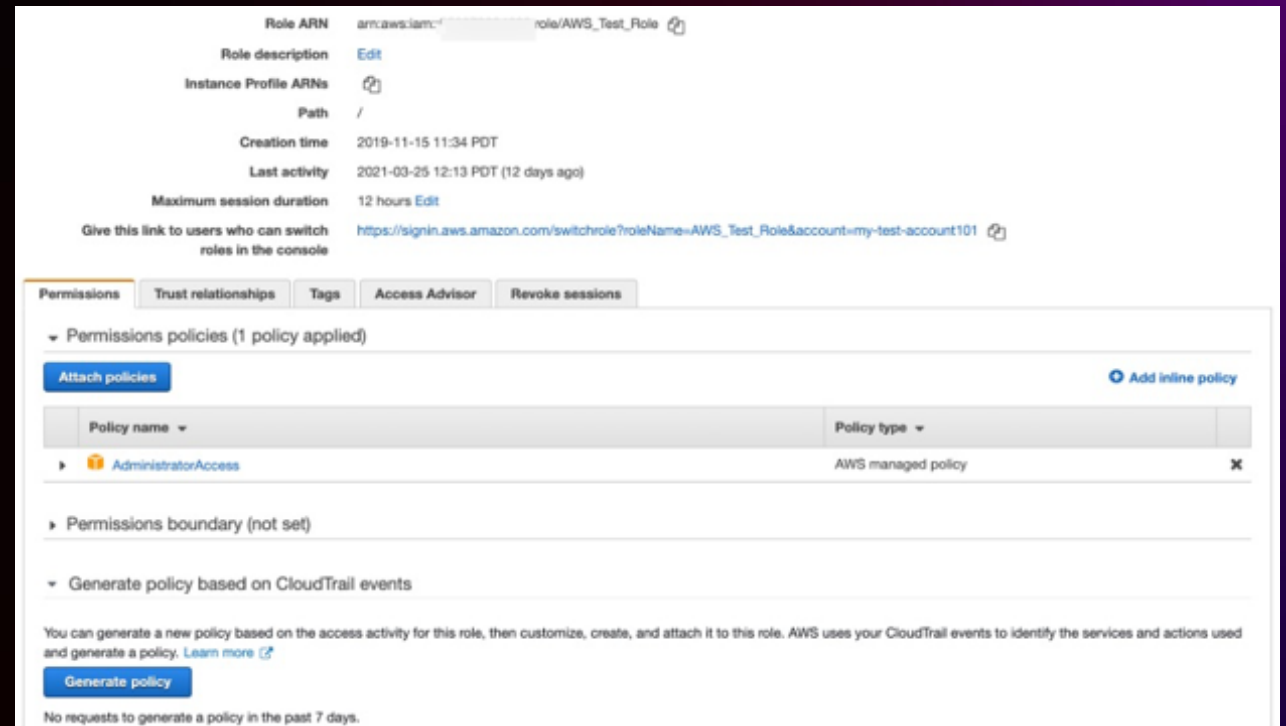 Role ARN arn:aws:iam: role/AWS_Test_Role
Role description Edit
Instance Profile ARNs
Path /
Creation time 2019-11-15 11:34 PDT
Last activity 2021-03-25 12:13 PDT (12 days ago)
Maximum session duration 12 hours Edit
Give this link to users who can switch https://signin.aws.amazon.com/switchrole?roleName=AWS_Test_Role&account=my-test-account101
roles in the console
Permissions Trust relationships Tags Access Advisor Revoke sessions
Permissions policies (1 policy applied)
Attach policies Add inline policy
Policy name Policy type
AdministratorAccess AWS managed policy
Permissions boundary (not set)
Generate policy based on CloudTrail events
You can generate a new policy based on the access activity for this role, then customize, create, and attach it to this role. AWS uses your CloudTrail events to identify the services and actions used
and generate a policy. Learn more
Generate policy
No requests to generate a policy in the past 7 days.